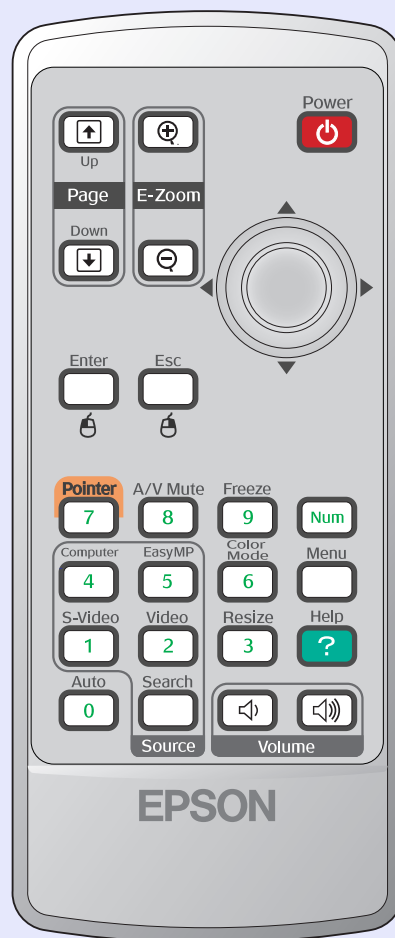 Power
Up
Page E-Zoom
Down
Enter Esc
Pointer A/V Mute Freeze
7 8 9 Num
Computer EasyMP Color Mode Menu
4 5 6
S-Video Video Resize Help
1 2 3 ?
Auto Search
0
Source Volume
EPSON